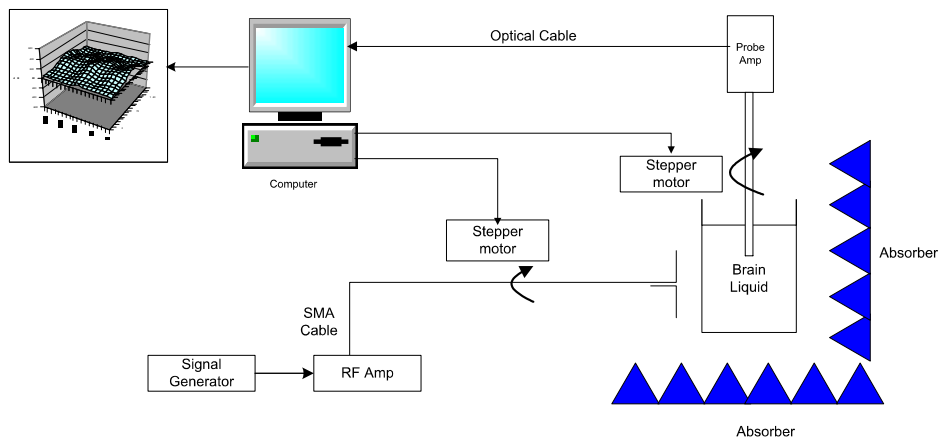 Optical Cable
Probe
Amp
Computer
Stepper
motor
Stepper
motor
Brain
Liquid
Absorber
SMA
Cable
Signal
Generator
RF Amp
Absorber